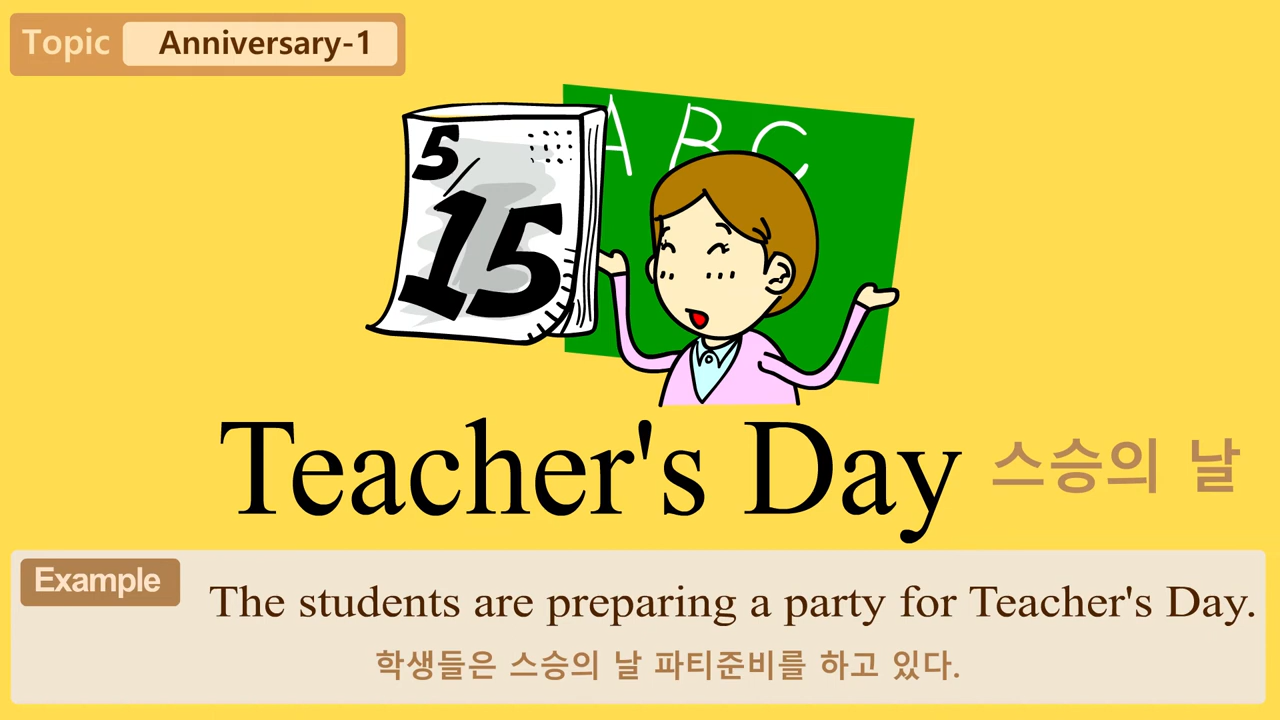 Topic Anniversary-1
A B C
5/15
Teacher's Day 스승의 날
Example
The students are preparing a party for Teacher's Day.
학생들은 스승의 날 파티준비를 하고 있다.